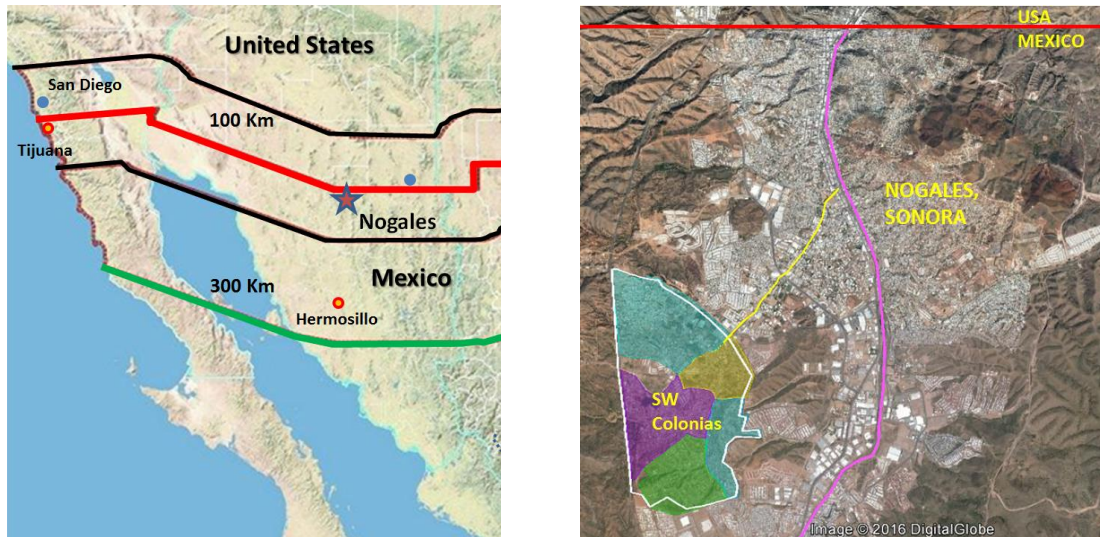 United States
San Diego
100 Km
Tijuana
Nogales
Mexico
300 Km
Hermosillo
USA
MEXICO
NOGALES,
SONORA
SW
Colonias
Image © 2016 DigitalGlobe